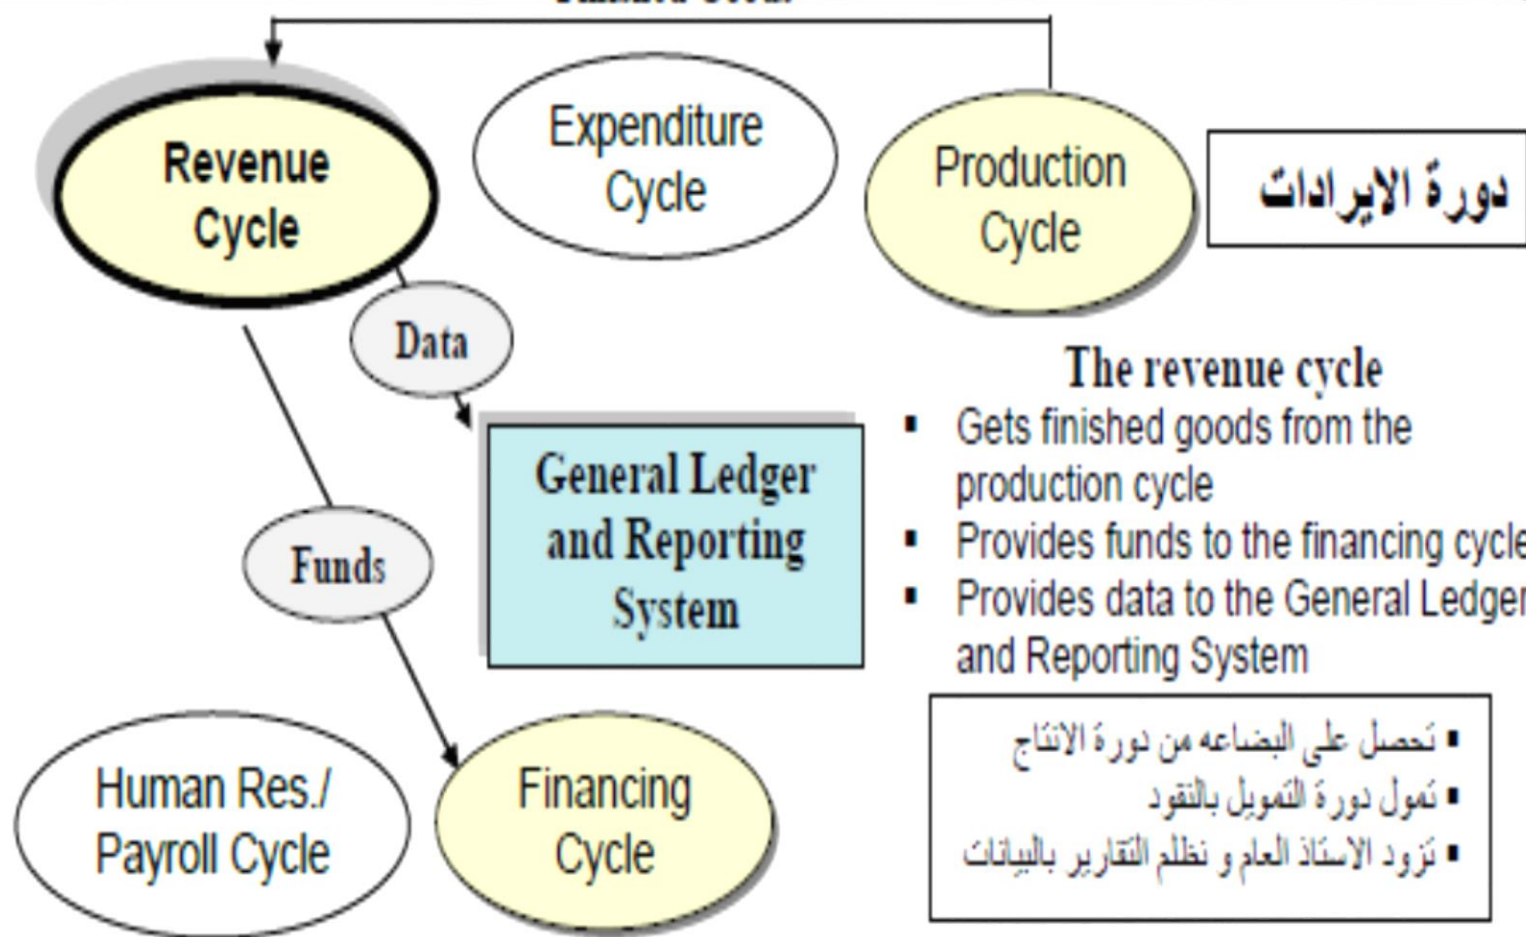 Revenue
Cycle
Expenditure
Cycle
Production
Cycle
دورة الايرادات
Data
The revenue cycle
▪ Gets finished goods from the
production cycle
▪ Provides funds to the financing cycle
▪ Provides data to the General Ledger
and Reporting System
General Ledger
and Reporting
System
Funds
Human Res./
Payroll Cycle
Financing
Cycle
▪ تحصل على البضاعه من دورة الانتاج
▪ تمول دورة التمويل بالنقود
▪ تزود الاستاذ العام و نظلم التقارير بالبيانات